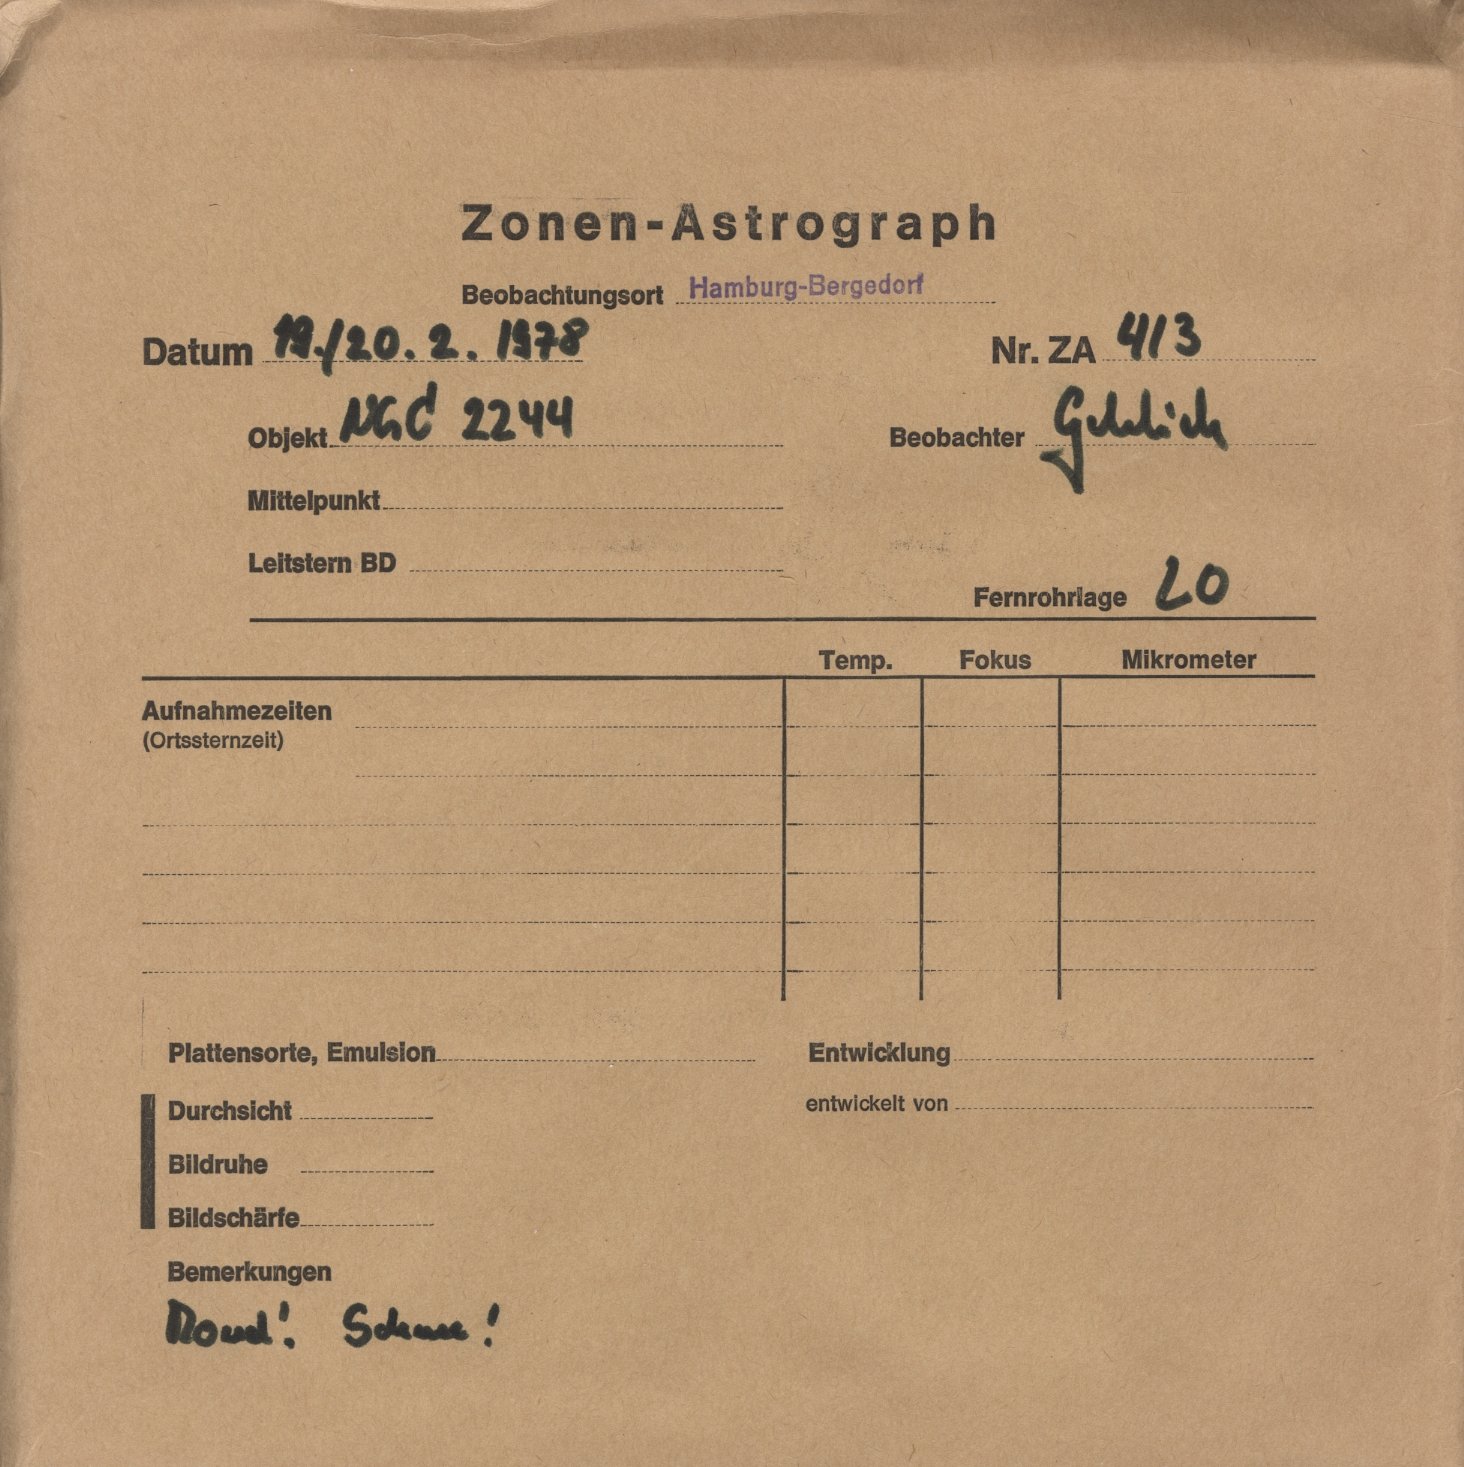 Zonen-Astrograph
Beobachtungsort Hamburg-Bergedorf
Datum 19./20. 2. 1978 Nr. ZA 413
Objekt NGC 2244 Beobachter
Mittelpunkt
Leitstern BD
Fernrohrlage LO
Temp. Fokus Mikrometer
Aufnahmezeiten
(Ortssternzeit)
Plattensorte, Emulsion Entwicklung
Durchsicht entwickelt von
Bildruhe
Bildschärfe
Bemerkungen
Mond! Schnee!